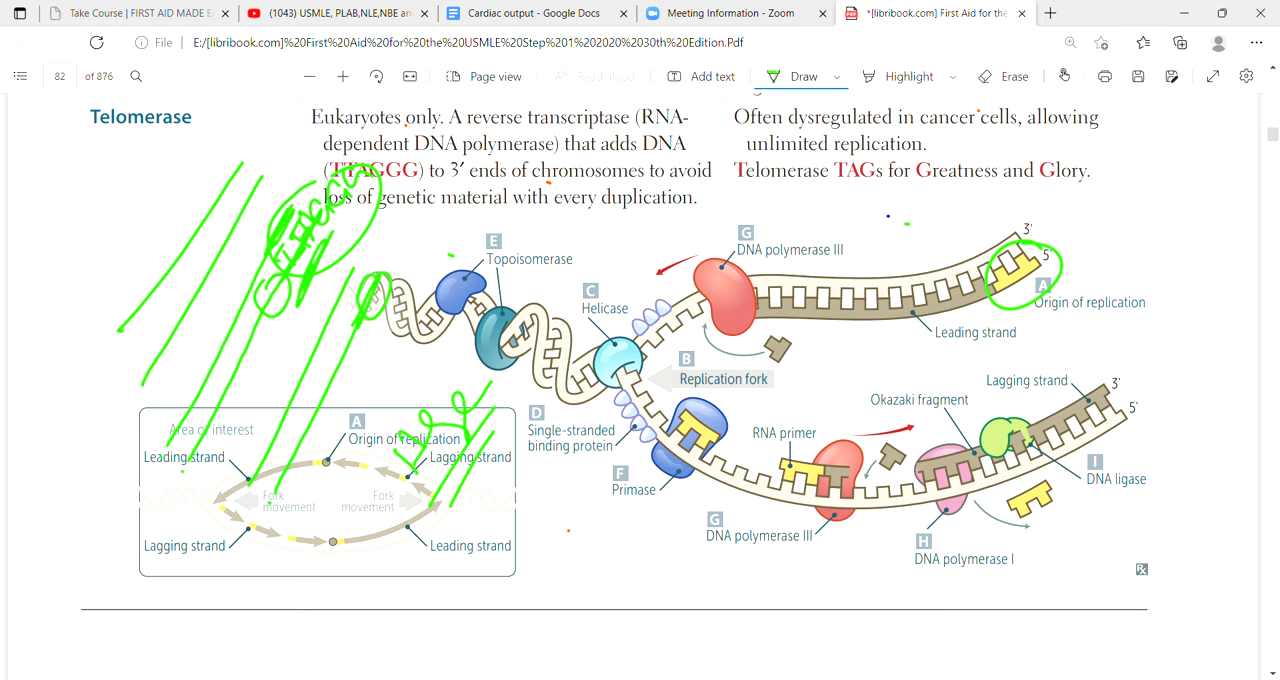 Take Course | FIRST AID MADE E
(1043) USMLE, PLAB,NLE,NBE an
Cardiac output - Google Docs
Meeting Information - Zoom
*[libribook.com] First Aid for the
File
E:/[libribook.com]%20First%20Aid%20for%20the%20USMLE%20Step%201%202020%2030th%20Edition.Pdf
82
of 876
Page view
Read aloud
Add text
Draw
Highlight
Erase
Telomerase
Eukaryotes only. A reverse transcriptase (RNA-
dependent DNA polymerase) that adds DNA
(TTAGGG) to 3′ ends of chromosomes to avoid
loss of genetic material with every duplication.
Often dysregulated in cancer cells, allowing
unlimited replication.
Telomerase TAGs for Greatness and Glory.
E
Topoisomerase
C
Helicase
G
DNA polymerase III
3′
5′
A
Origin of replication
Leading strand
B
Replication fork
D
Single-stranded
binding protein
F
Primase
RNA primer
G
DNA polymerase III
Okazaki fragment
Lagging strand
3′
5′
I
DNA ligase
H
DNA polymerase I
Area of interest
A
Origin of replication
Leading strand
Lagging strand
Fork
movement
Fork
movement
Lagging strand
Leading strand
Rx